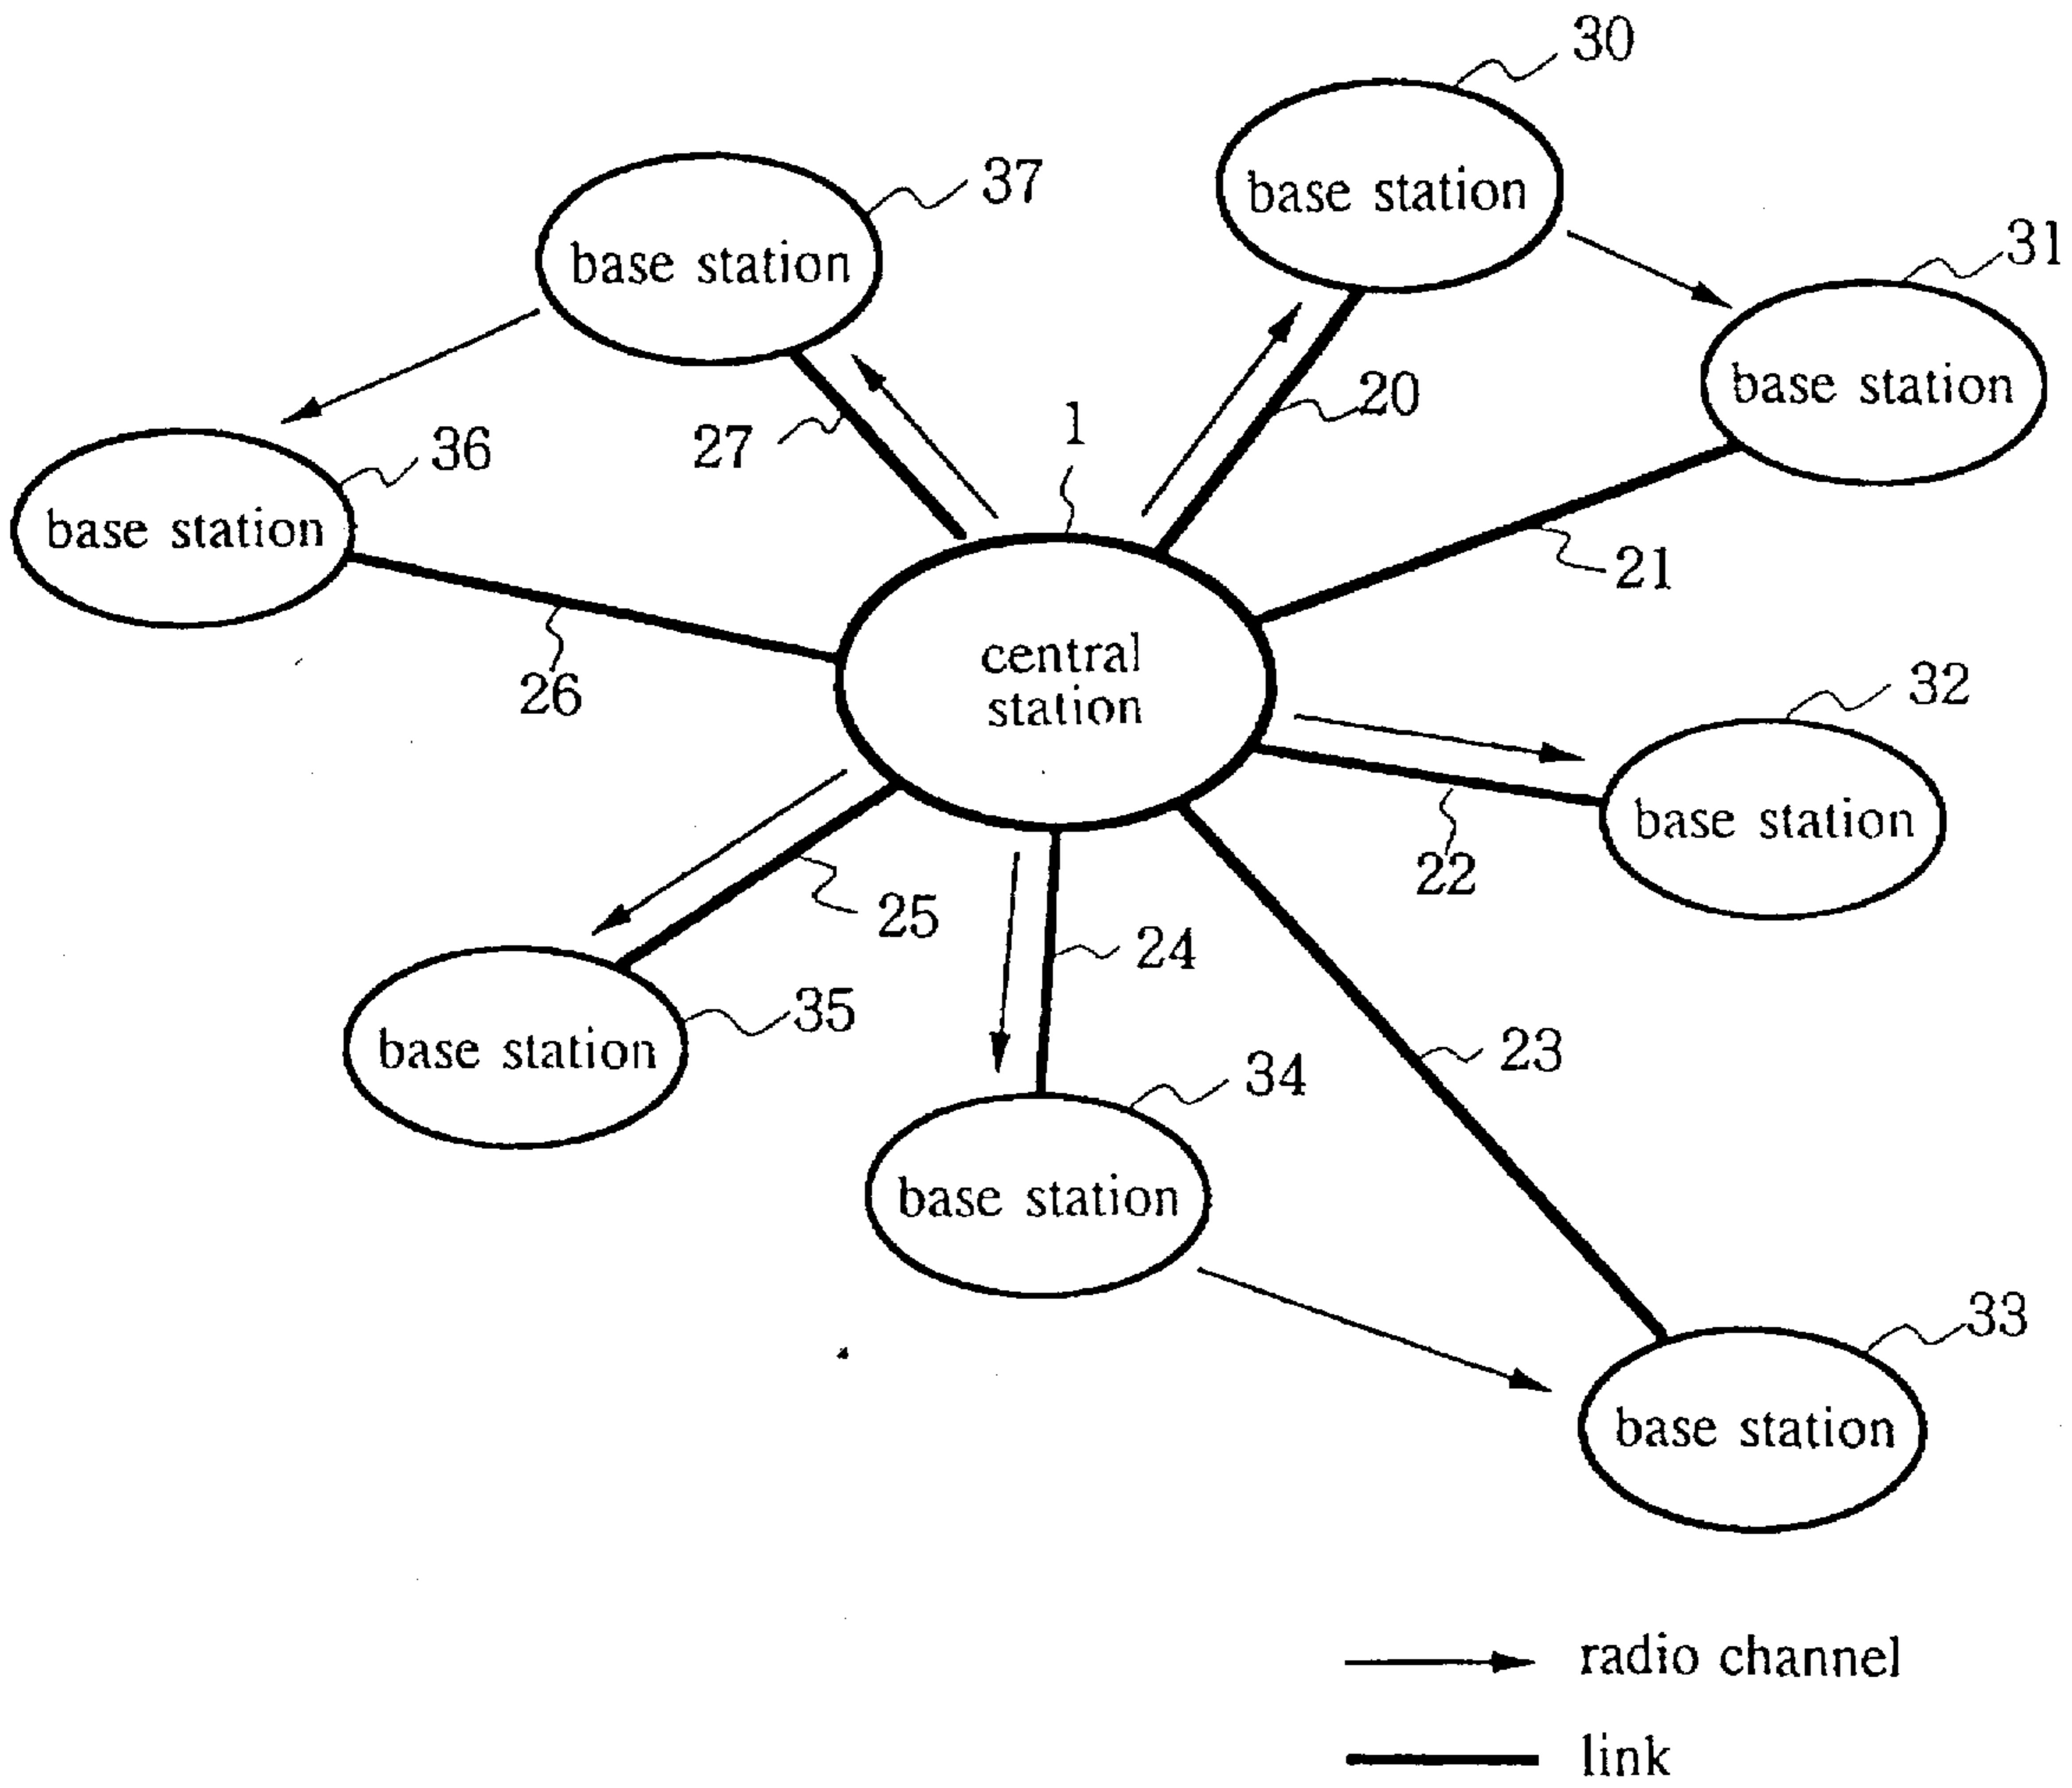 30
37
base station
31
base station
base station
20
1
27
36
base station
base station
21
26
central
station
32
base station
22
25
24
35
23
base station
34
base station
33
base station
radio channel
link